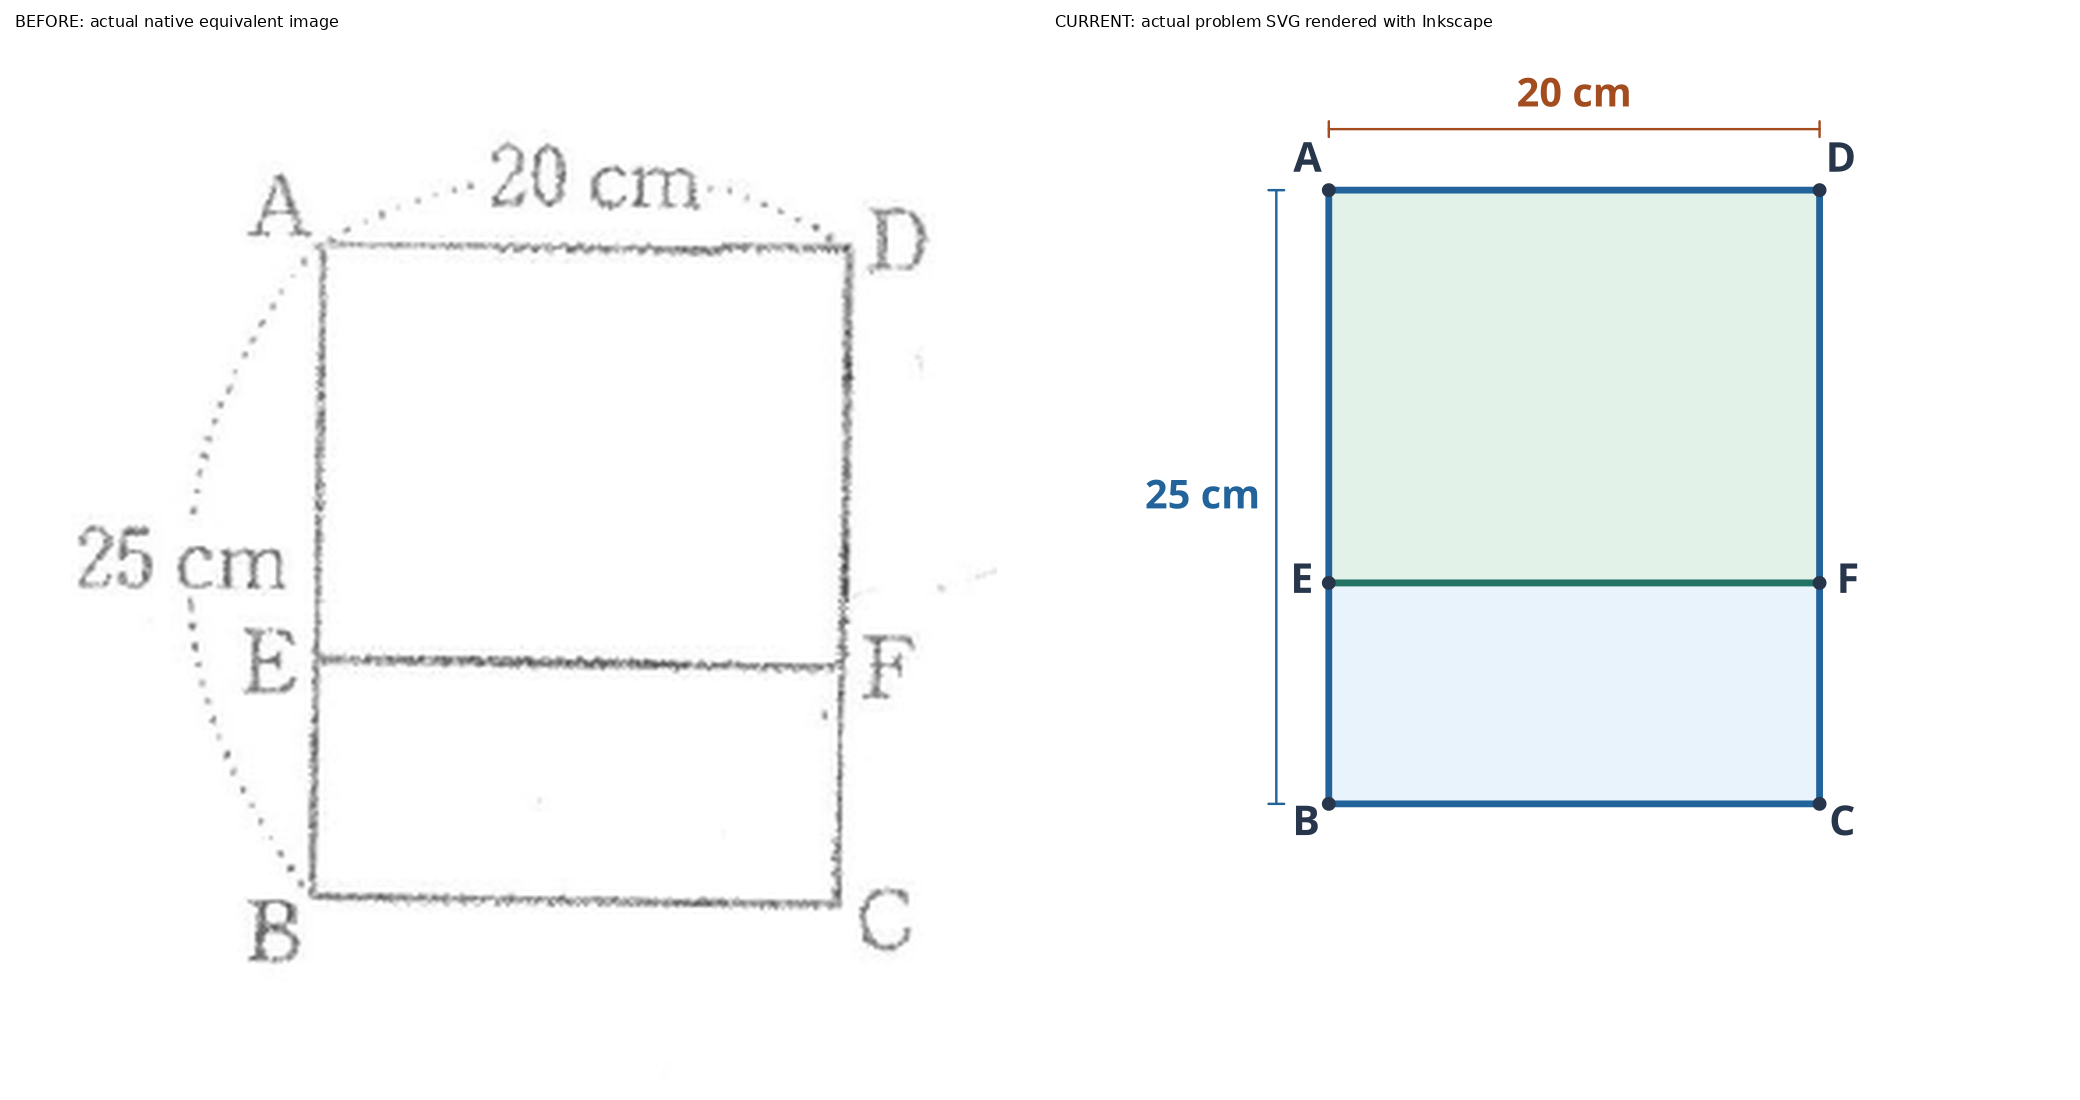 BEFORE: actual native equivalent image
20 cm
A
D
25 cm
E
F
B
C
CURRENT: actual problem SVG rendered with Inkscape
20 cm
A
D
25 cm
E
F
B
C